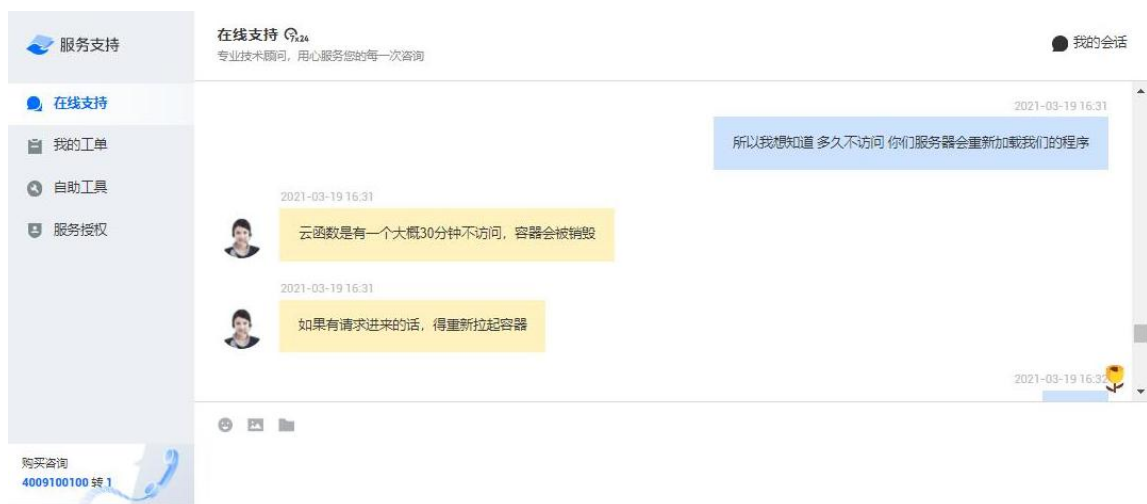 服务支持
在线支持 7x24
专业技术顾问，用心服务您的每一次咨询
我的会话
在线支持
我的工单
自助工具
服务授权
2021-03-19 16:31
所以我想知道 多久不访问 你们服务器会重新加载我们的程序
2021-03-19 16:31
云函数是有一个大概30分钟不访问，容器会被销毁
2021-03-19 16:31
如果有请求进来的话，得重新拉起容器
2021-03-19 16:32
购买咨询
4009100100 转 1